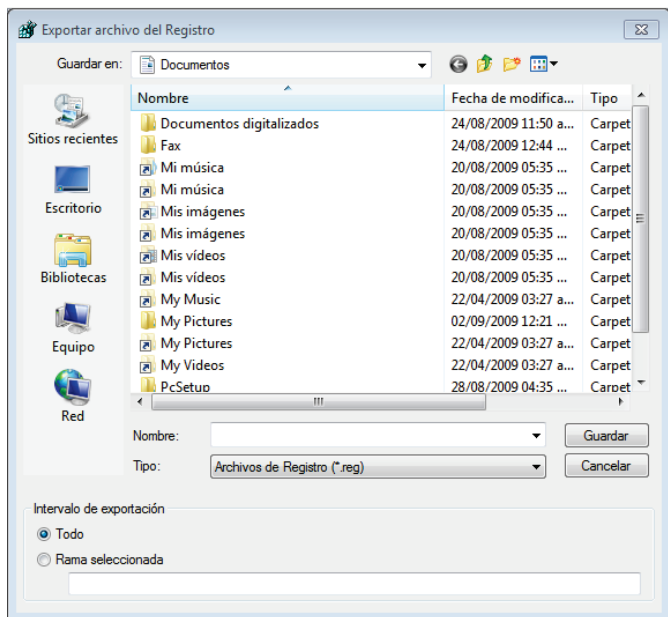 Exportar archivo del Registro
Guardar en: Documentos
Nombre Fecha de modifica... Tipo
Documentos digitalizados 24/08/2009 11:50 a... Carpet
Fax 24/08/2009 12:44 ... Carpet
Mi música 20/08/2009 05:35 ... Carpet
Mi música 20/08/2009 05:35 ... Carpet
Mis imágenes 20/08/2009 05:35 ... Carpet
Mis imágenes 20/08/2009 05:35 ... Carpet
Mis vídeos 20/08/2009 05:35 ... Carpet
Mis vídeos 20/08/2009 05:35 ... Carpet
My Music 22/04/2009 03:27 a... Carpet
My Pictures 02/09/2009 12:21 ... Carpet
My Pictures 22/04/2009 03:27 a... Carpet
My Videos 22/04/2009 03:27 a... Carpet
PcSetup 28/08/2009 04:35 ... Carpet
Sitios recientes
Escritorio
Bibliotecas
Equipo
Red
Nombre: Guardar
Tipo: Archivos de Registro (*.reg) Cancelar
Intervalo de exportación
Todo
Rama seleccionada